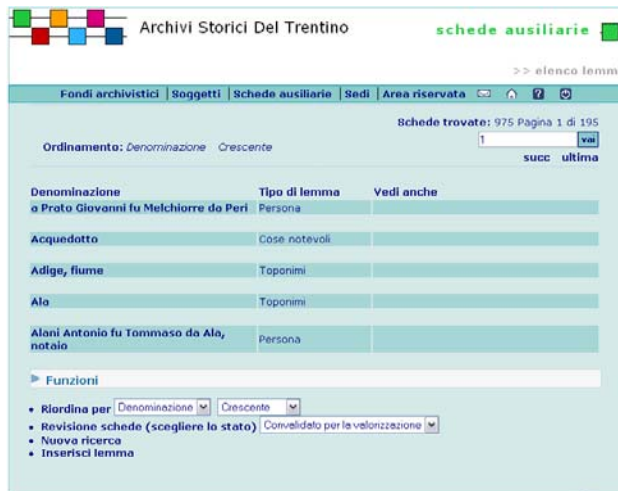 Archivi Storici Del Trentino
schede ausiliarie
>> elenco lemm
Fondi archivistici | Soggetti | Schede ausiliarie | Sedi | Area riservata
Schede trovate: 975 Pagina 1 di 195
Ordinamento: Denominazione Crescente
1 vai
succ ultima
Denominazione Tipo di lemma Vedi anche
a Prato Giovanni fu Melchiorre da Peri Persona
Acquedotto Cose notevoli
Adige, fiume Toponimi
Ala Toponimi
Alani Antonio fu Tommaso da Ala,
notaio Persona
Funzioni
• Riordina per Denominazione Crescente
• Revisione schede (scegliere lo stato) Convalidato per la valorizzazione
• Nuova ricerca
• Inserisci lemma